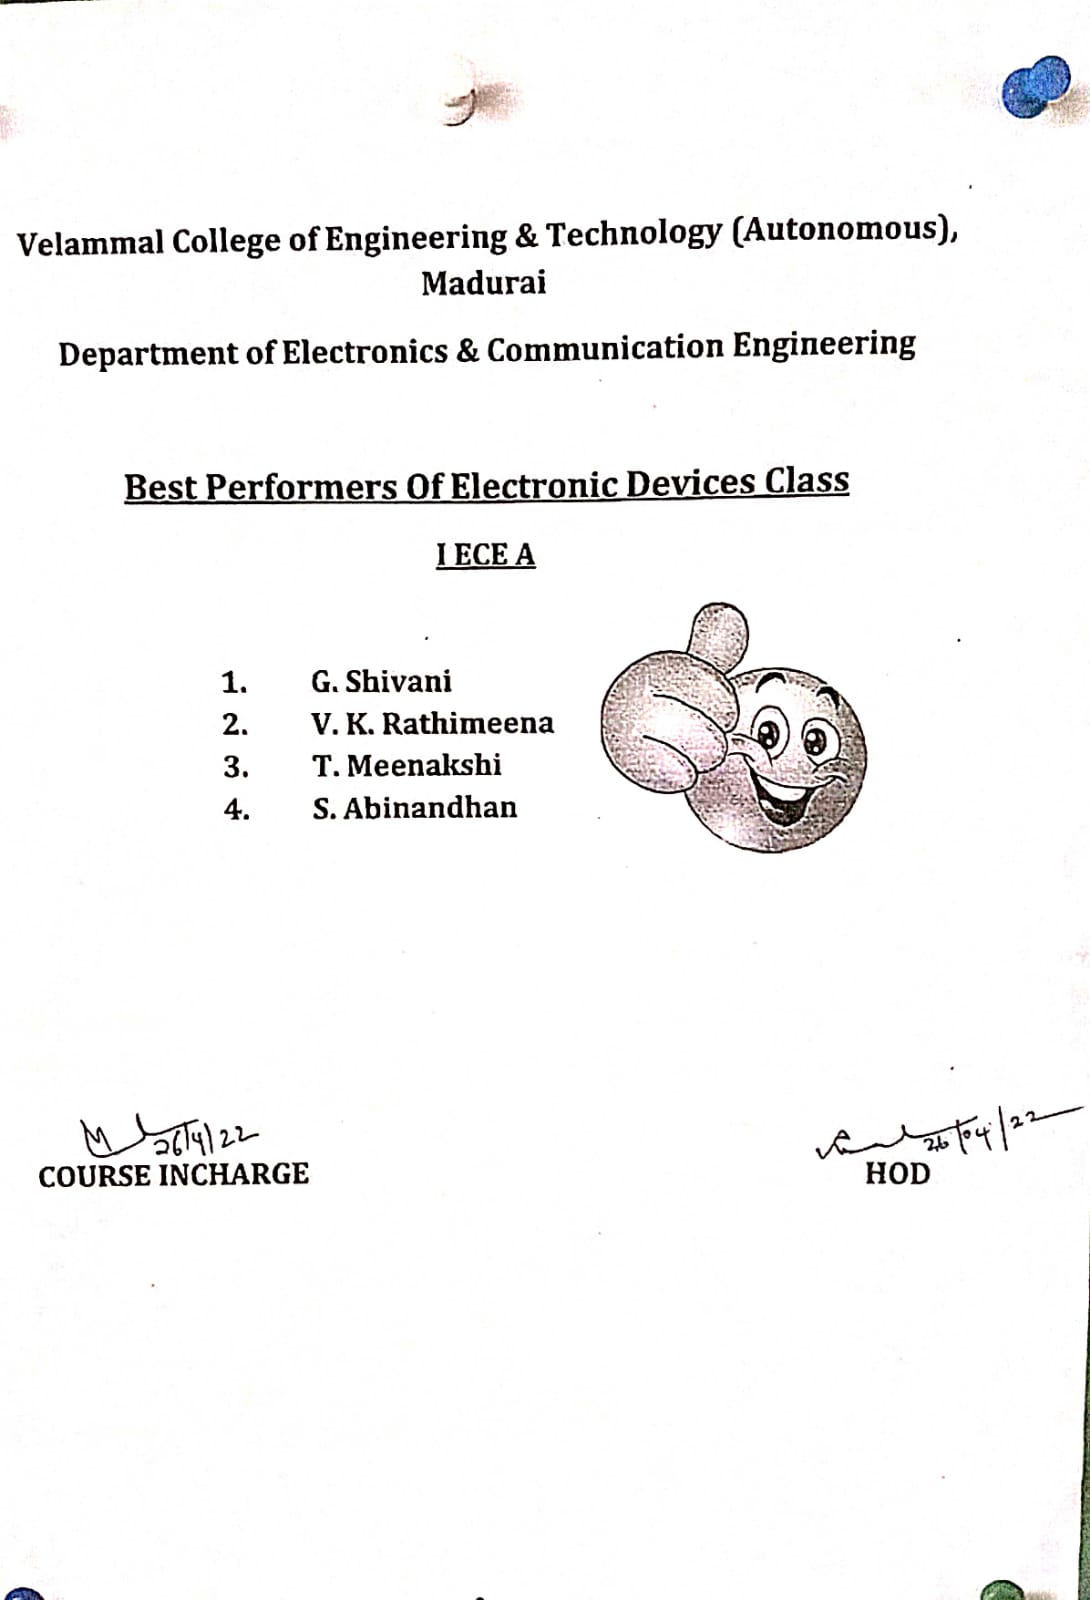 Velammal College of Engineering & Technology (Autonomous),
Madurai
Department of Electronics & Communication Engineering
Best Performers Of Electronic Devices Class
I ECE A
1. G. Shivani
2. V. K. Rathimeena
3. T. Meenakshi
4. S. Abinandhan
26/4/22
COURSE INCHARGE
26/04/22
HOD